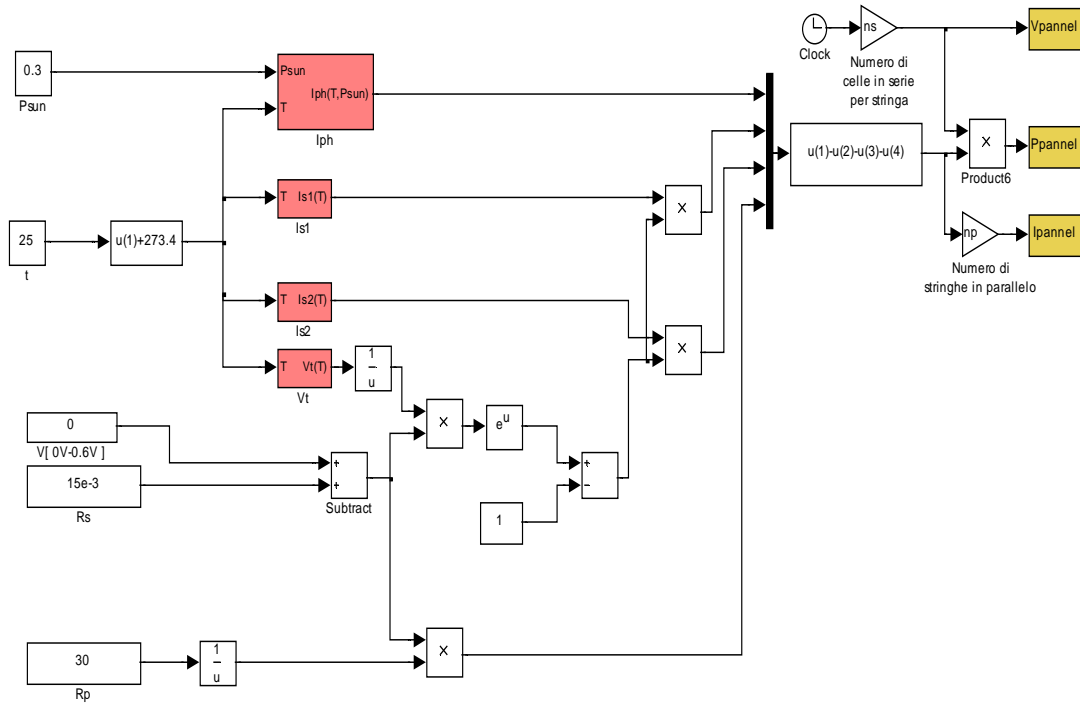 ns
Clock
Numero di
celle in serie
per stringa
Vpannel
0.3
Psun
Psun
T
Iph(T,Psun)
Iph
u(1)-u(2)-u(3)-u(4)
X
Product6
Ppannel
T Is1(T)
Is1
X
25
t
u(1)+273.4
np
Numero di
stringhe in parallelo
Ipannel
T Is2(T)
Is2
X
T Vt(T)
Vt
1
u
0
V[ 0V-0.6V ]
X
e^u
15e-3
Rs
+
+
Subtract
+
-
1
30
Rp
1
u
X